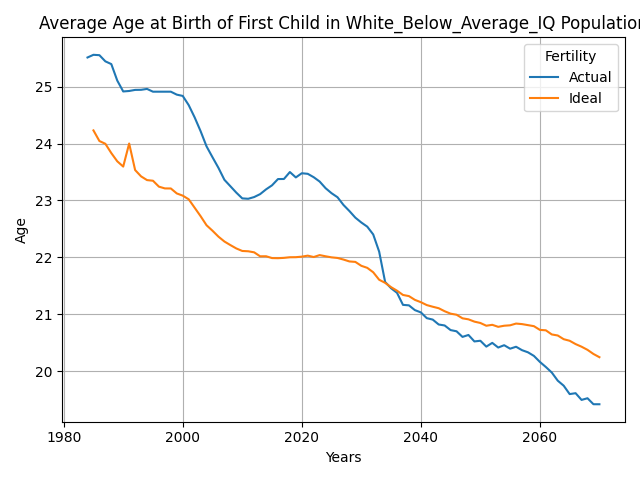 Average Age at Birth of First Child in White_Below_Average_IQ Population
Fertility
Actual
Ideal
25
24
23
22
21
20
Age
1980
2000
2020
2040
2060
Years